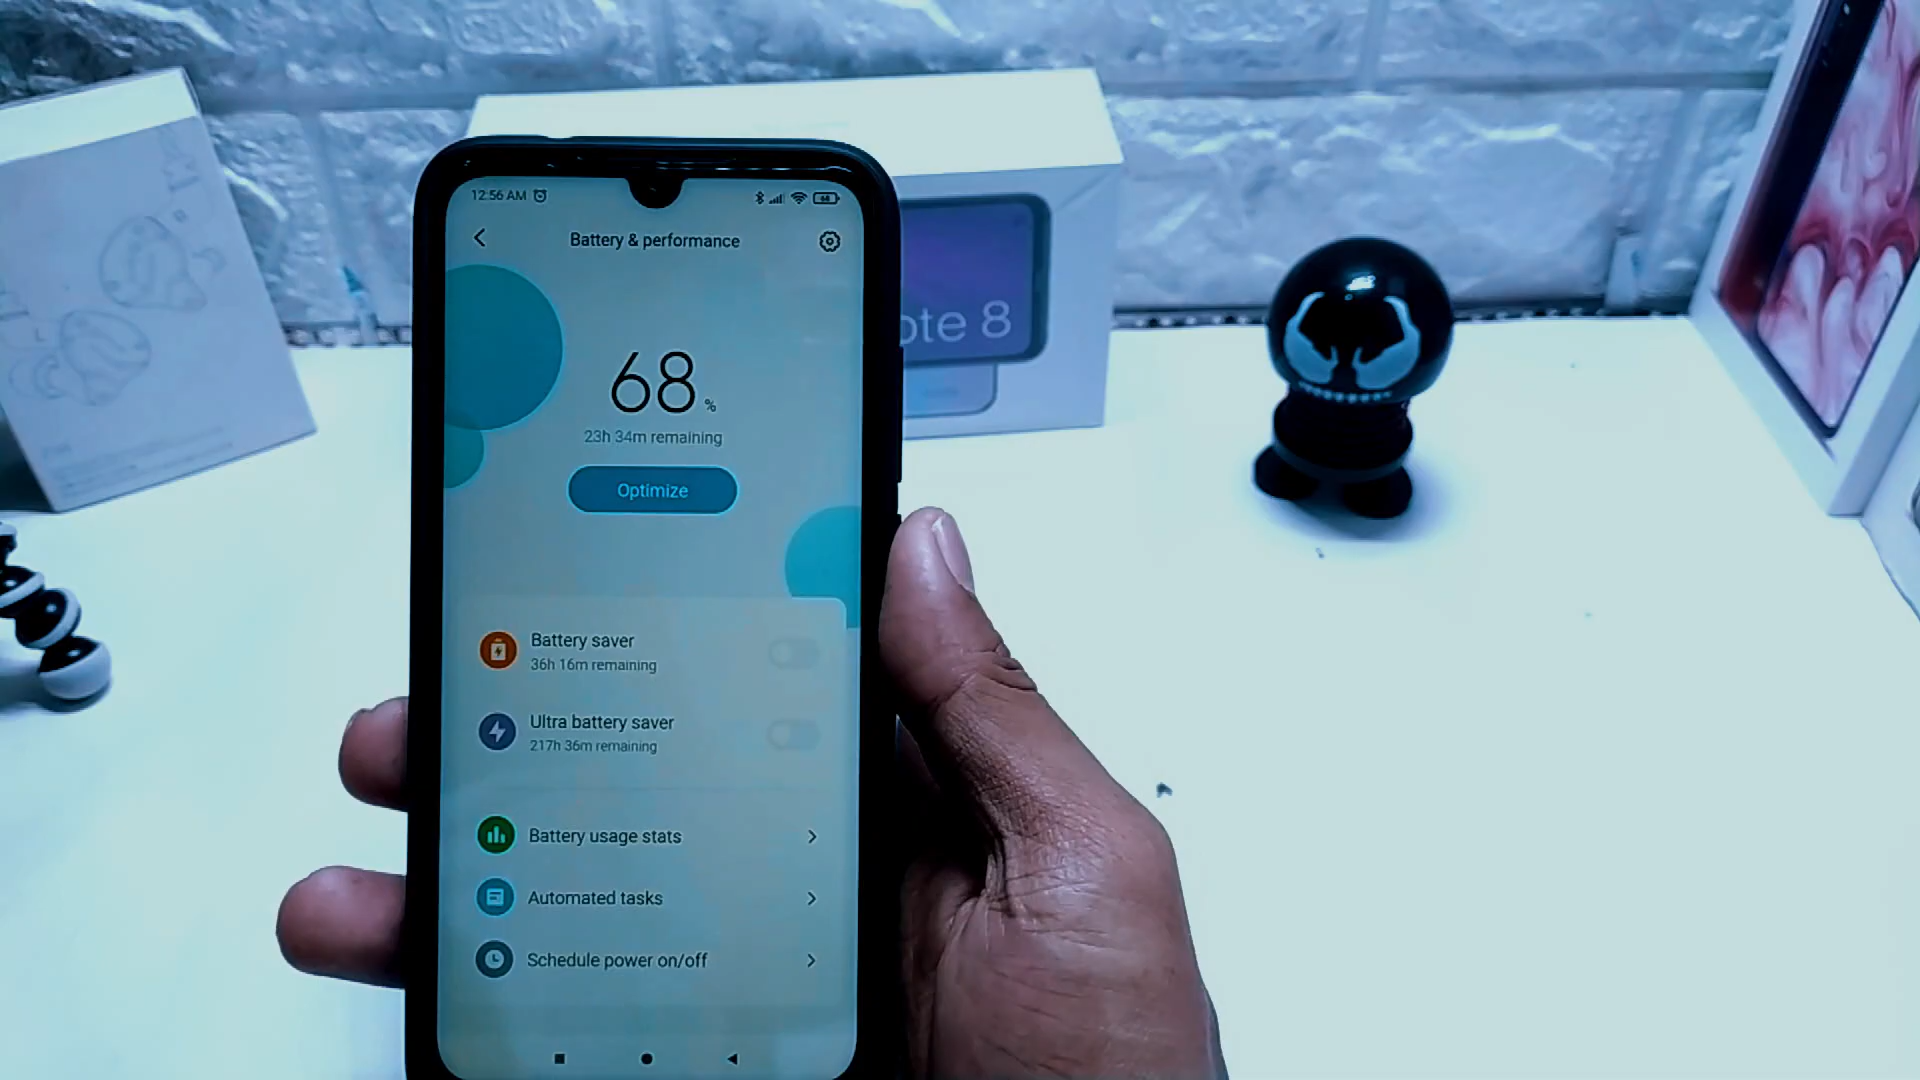 12:56 AM
68
Battery & performance
68 %
23h 34m remaining
Optimize
Battery saver
36h 16m remaining
Ultra battery saver
217h 36m remaining
Battery usage stats
Automated tasks
Schedule power on/off
ote 8
L